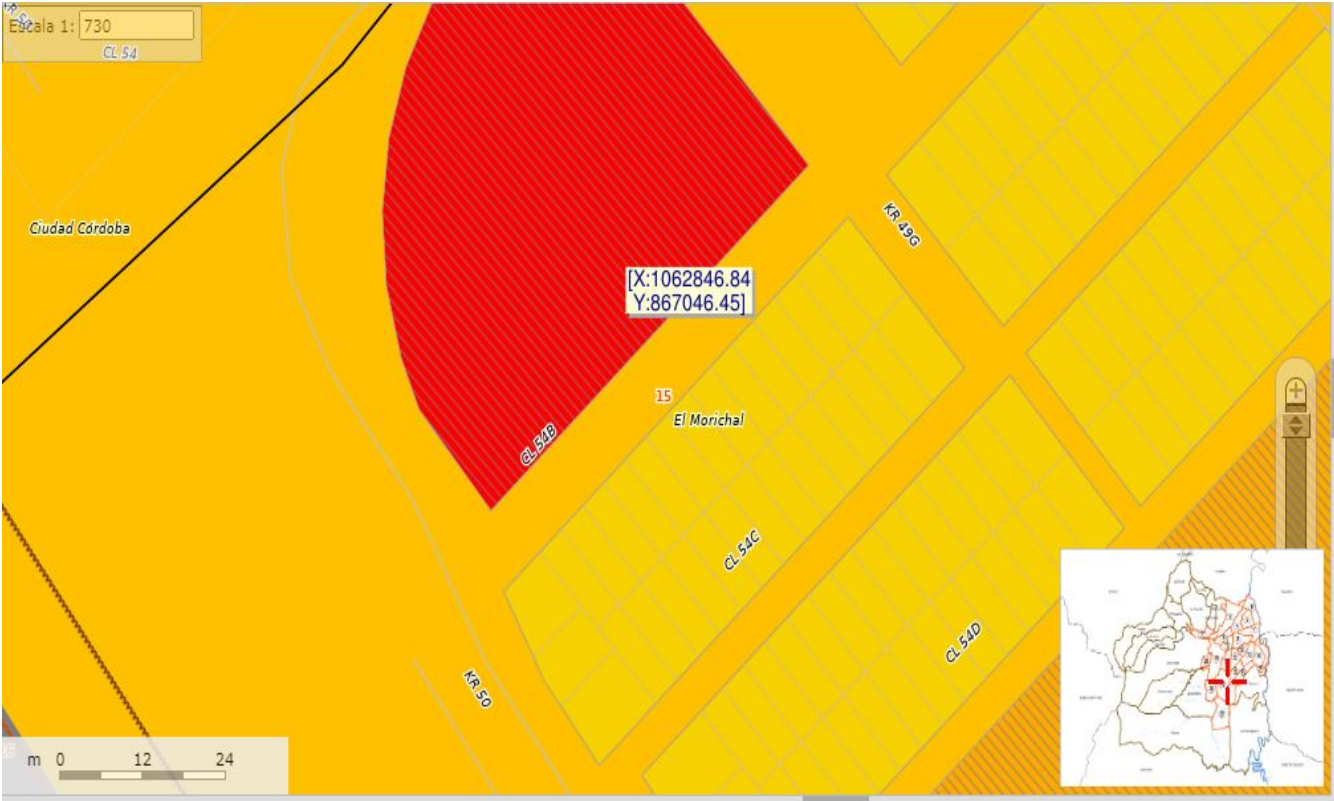 Escala 1: 730
CL 54
Ciudad Córdoba
KR 49G
[X:1062846.84
Y:867046.45]
15
El Morichal
CL 54B
CL 54C
CL 54D
KR 50
m 0 12 24